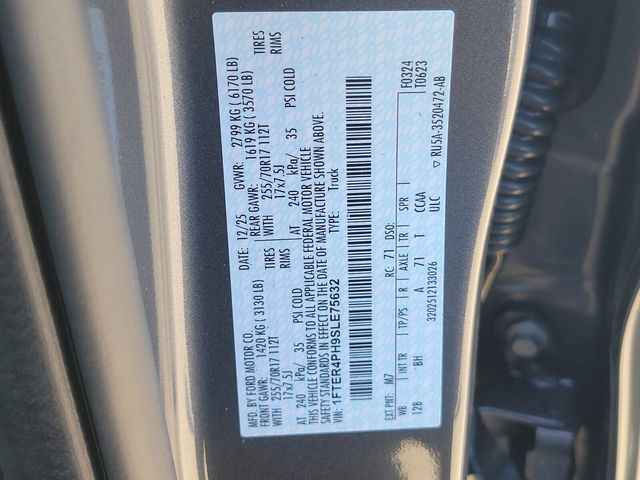 MFD. BY FORD MOTOR CO.
DATE: 12/25 GVWR: 2799 KG ( 6170 LB)
FRONT GAWR: 1420 KG ( 3130 LB) REAR GAWR: 1619 KG ( 3570 LB)
WITH 255/70R17 112T TIRES WITH 255/70R17 112T TIRES
17x7.5J RIMS 17x7.5J RIMS
AT 240 kPa/ 35 PSI COLD AT 240 kPa/ 35 PSI COLD
THIS VEHICLE CONFORMS TO ALL APPLICABLE FEDERAL MOTOR VEHICLE
SAFETY STANDARDS IN EFFECT ON THE DATE OF MANUFACTURE SHOWN ABOVE.
VIN: 1FTER4PH9SLE75632 TYPE: Truck
F0324
T0623
EXT PNT: M7 RC: 71 DSO:
WB INT TR TP/PS R AXLE TR SPR
128 BH A 71 T CCAA
3202512133026 ULC
▽ RU5A-3520472-AB